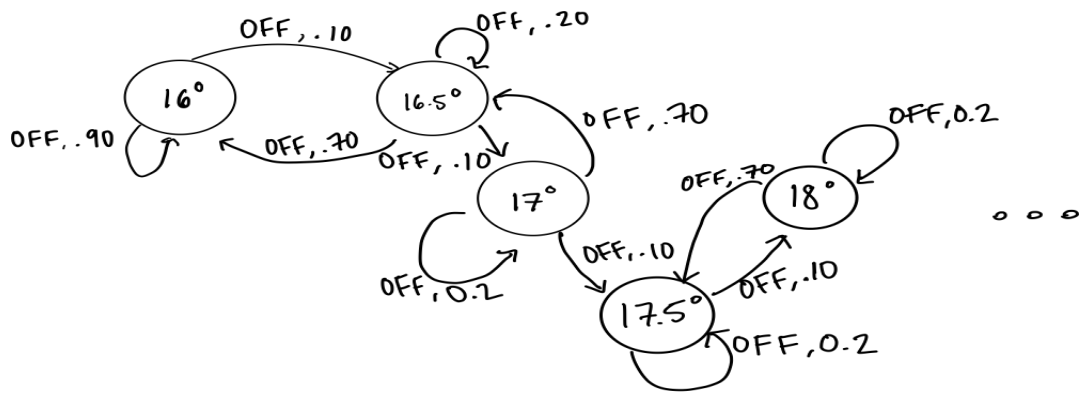 OFF, .10
OFF, .20
16°
16.5°
OFF, .90
OFF, .70
OFF, .10
OFF, .70
17°
OFF, 0.2
OFF, .10
OFF, .70
18°
OFF, 0.2
OFF, .10
17.5°
OFF, 0.2